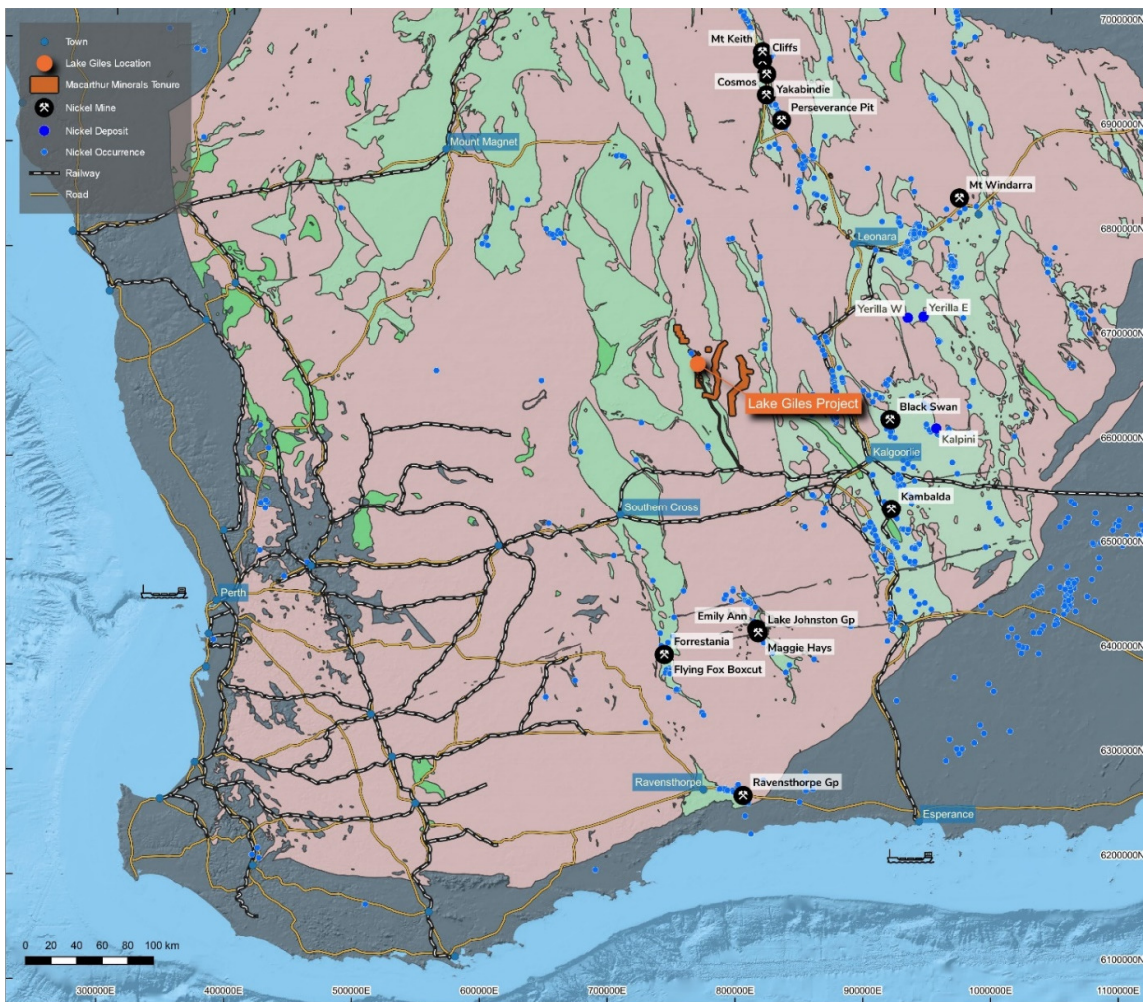 Town
Lake Giles Location
Macarthur Minerals Tenure
Nickel Mine
Nickel Deposit
Nickel Occurrence
Railway
Road
7000000N
Mt Keith
Cliffs
Cosmos
Yakabindie
Perseverance Pit
6900000N
Mount Magnet
Mt Windarra
6800000N
Leonara
Yerilla W
Yerilla E
6700000N
Lake Giles Project
Black Swan
Kalpini
6600000N
Kalgoorlie
Southern Cross
Kambalda
6500000N
Perth
Emily Ann
Lake Johnston Gp
Forrestania
Maggie Hays
6400000N
Flying Fox Boxcut
6300000N
Ravensthorpe
Ravensthorpe Gp
Esperance
6200000N
0 20 40 60 80 100 km
6100000N
300000E
400000E
500000E
600000E
700000E
800000E
900000E
1000000E
1100000E